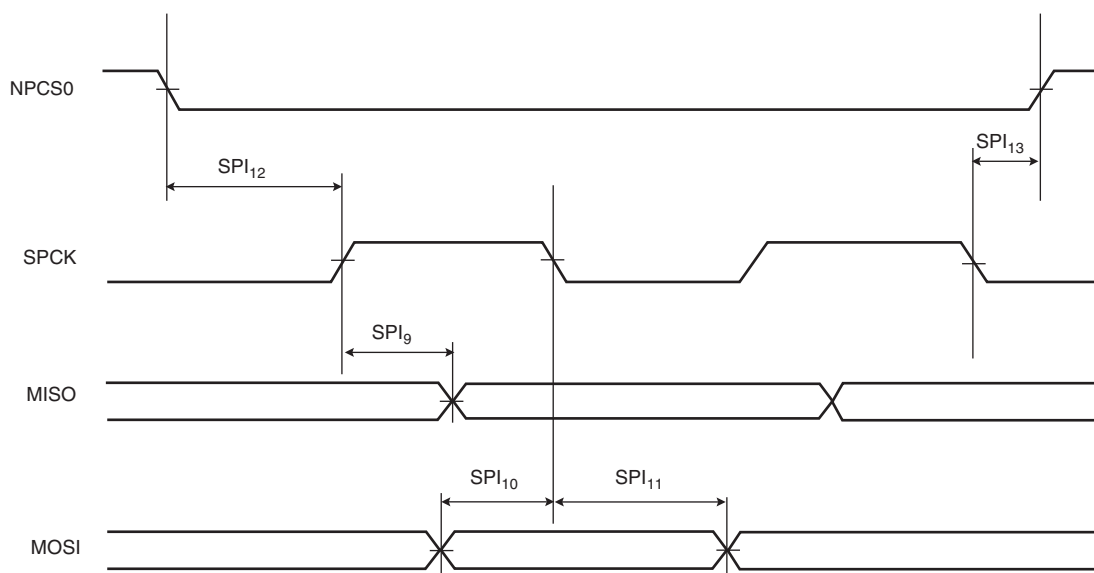 NPCS0
SPI₁₂
SPI₁₃
SPCK
SPI₉
MISO
SPI₁₀
SPI₁₁
MOSI